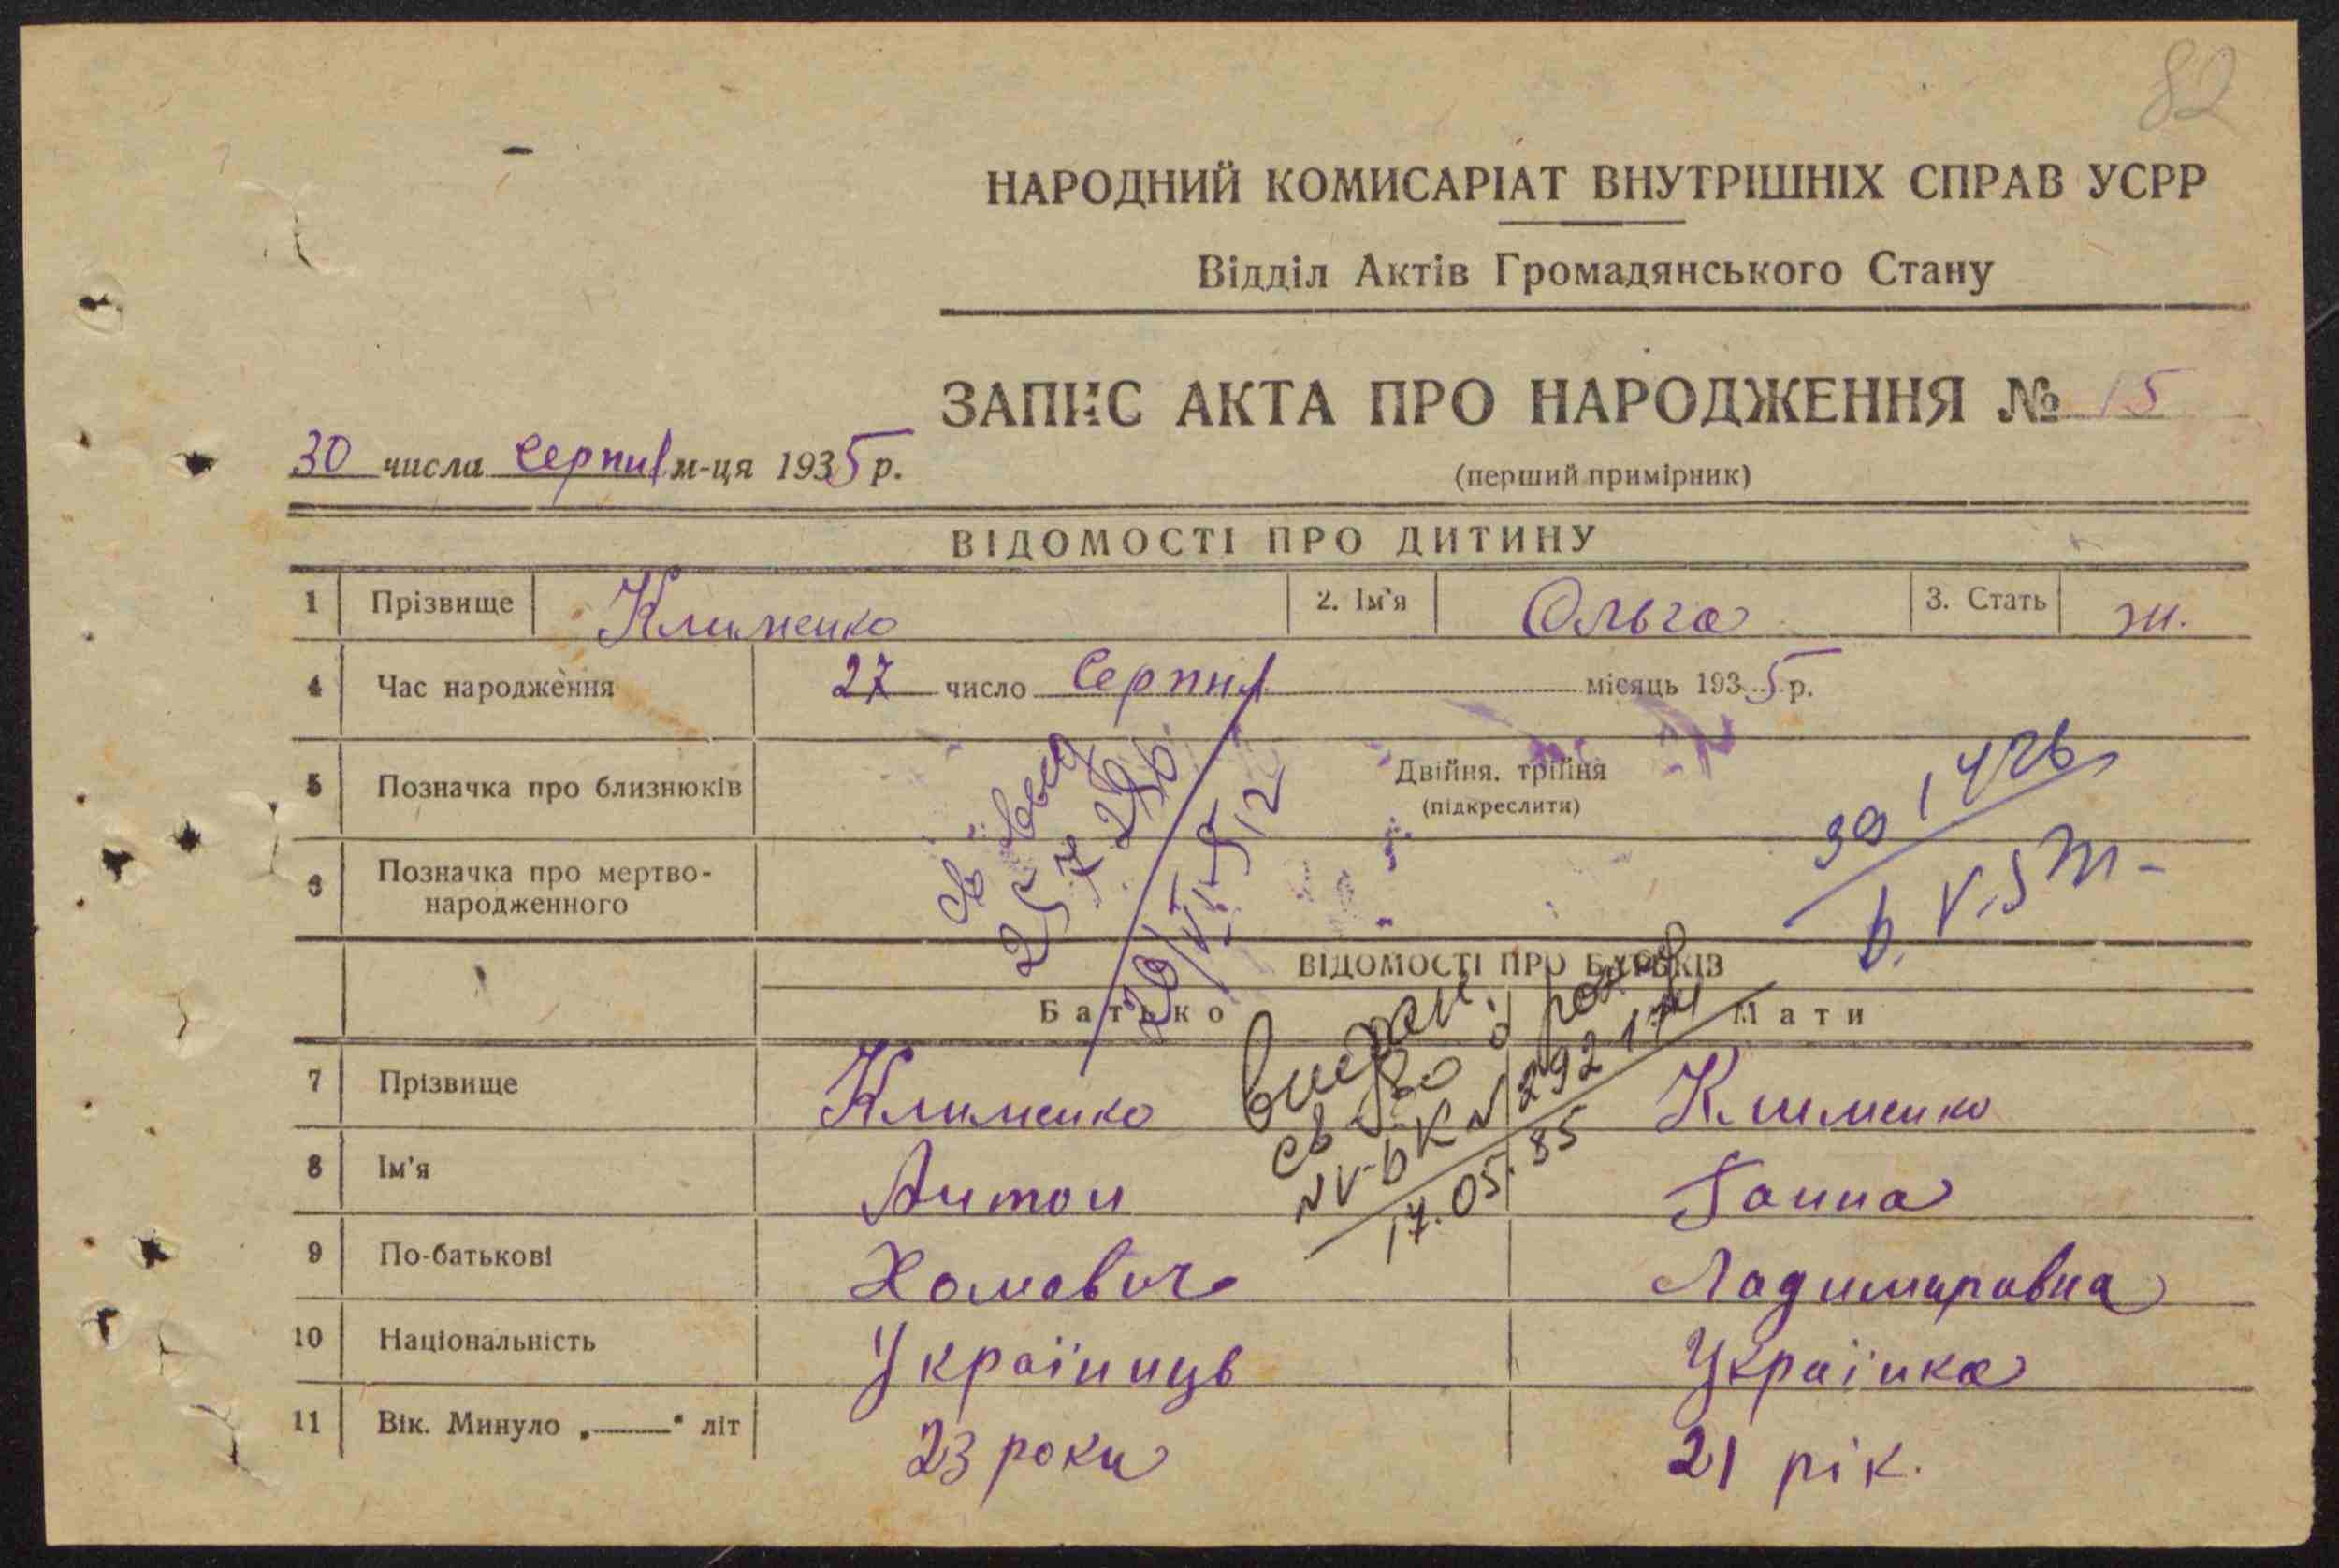 82
НАРОДНИЙ КОМИСАРІАТ ВНУТРІШНІХ СПРАВ УСРР
Відділ Актів Громадянського Стану
ЗАПИС АКТА ПРО НАРОДЖЕННЯ № 15
30 числа Серпня м-ця 1935 р.
(перший примірник)
ВІДОМОСТІ ПРО ДИТИНУ
1 Прізвище Клименко 2. Ім'я Ольга 3. Стать ж.
4 Час народження 27 число Серпня місяць 1935 р.
5 Позначка про близнюків Двійня, трійня
(підкреслити)
6 Позначка про мертво-
народженного
ВІДОМОСТІ ПРО БАТЬКІВ
Батько Мати
7 Прізвище Клименко Клименко
8 Ім'я Антон Ганна
9 По-батькові Хомович Ладимировна
10 Національність Українць Українка
11 Вік. Минуло „ “ літ 23 роки 21 рік.
17.05.85